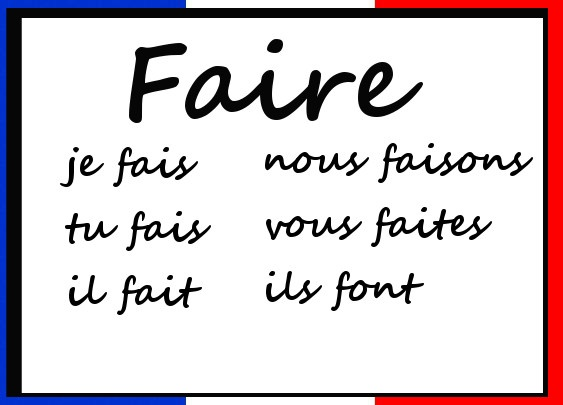 Faire
je fais nous faisons
tu fais vous faites
il fait ils font